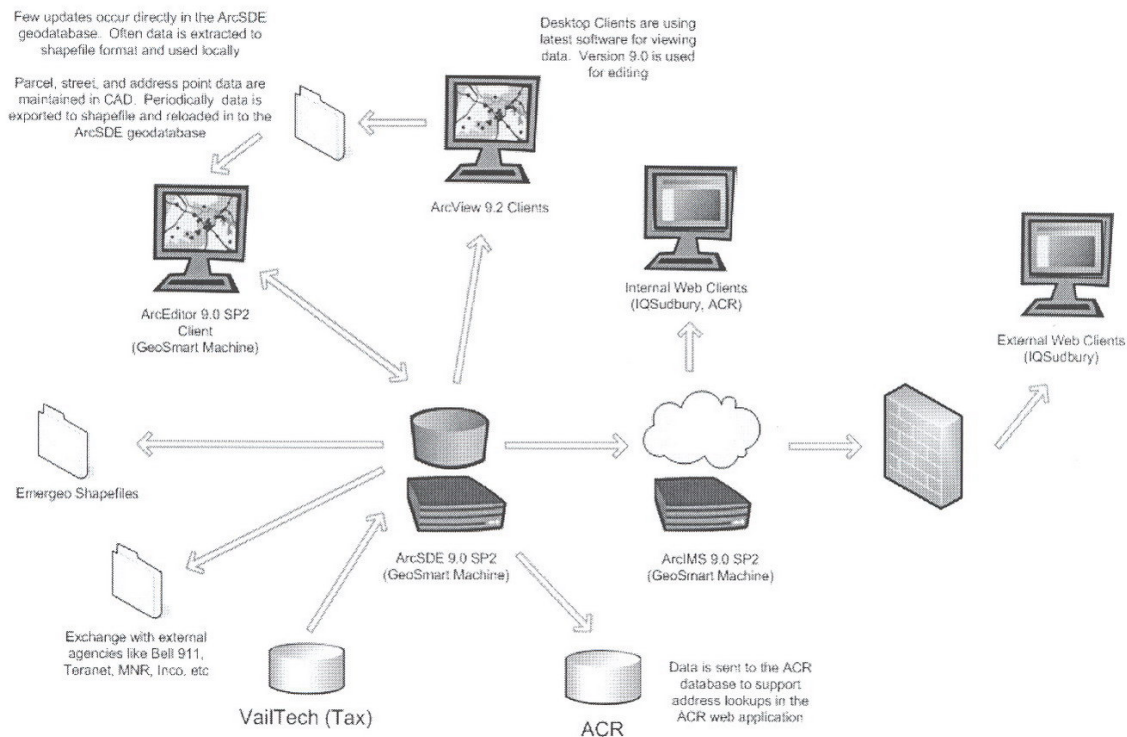 Few updates occur directly in the ArcSDE
geodatabase. Often data is extracted to
shapefile format and used locally
Parcel, street, and address point data are
maintained in CAD. Periodically data is
exported to shapefile and reloaded in to the
ArcSDE geodatabase
Desktop Clients are using
latest software for viewing
data. Version 9.0 is used
for editing
ArcView 9.2 Clients
ArcEditor 9.0 SP2
Client
(GeoSmart Machine)
Internal Web Clients
(IQSudbury, ACR)
External Web Clients
(IQSudbury)
Emergeo Shapefiles
ArcSDE 9.0 SP2
(GeoSmart Machine)
ArcIMS 9.0 SP2
(GeoSmart Machine)
Exchange with external
agencies like Bell 911,
Teranet, MNR, Inco, etc
VailTech (Tax)
ACR
Data is sent to the ACR
database to support
address lookups in the
ACR web application